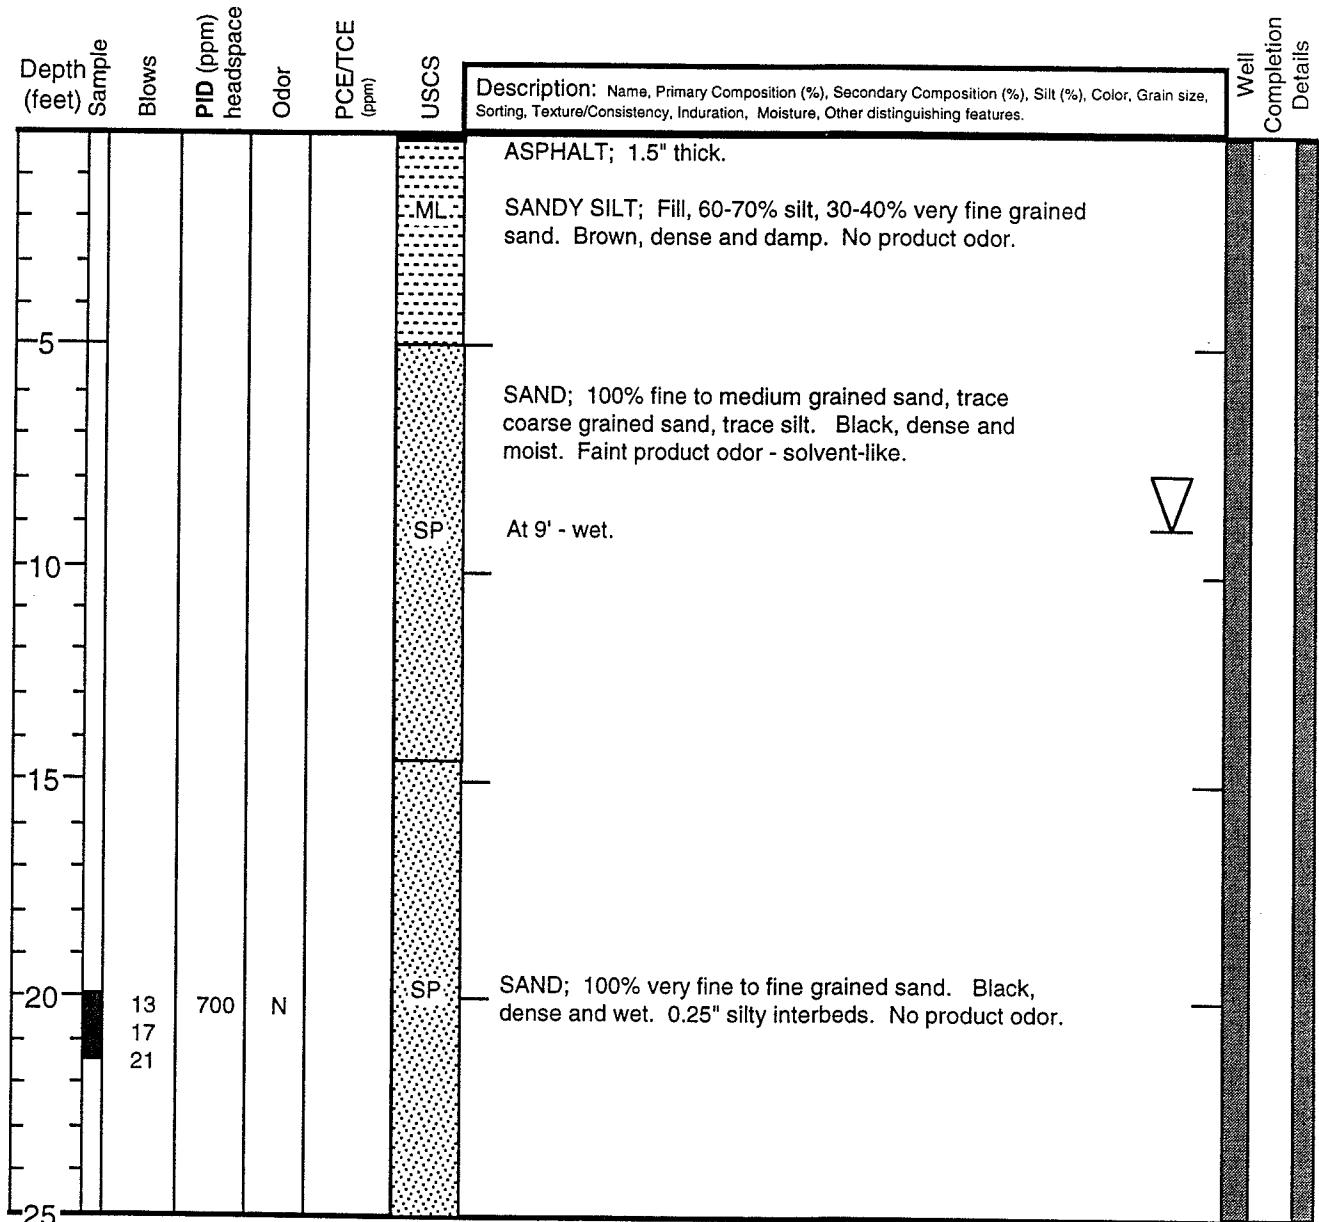 Depth
(feet)
Sample
Blows
PID (ppm)
headspace
Odor
PCE/TCE
(ppm)
USCS
Description: Name, Primary Composition (%), Secondary Composition (%), Silt (%), Color, Grain size,
Sorting, Texture/Consistency, Induration, Moisture, Other distinguishing features.
Well
Completion
Details
ASPHALT; 1.5" thick.
ML
SANDY SILT; Fill, 60-70% silt, 30-40% very fine grained
sand. Brown, dense and damp. No product odor.
5
SAND; 100% fine to medium grained sand, trace
coarse grained sand, trace silt. Black, dense and
moist. Faint product odor - solvent-like.
SP
At 9' - wet.
10
15
20
13
700
N
SP
SAND; 100% very fine to fine grained sand. Black,
dense and wet. 0.25" silty interbeds. No product odor.
17
21
25